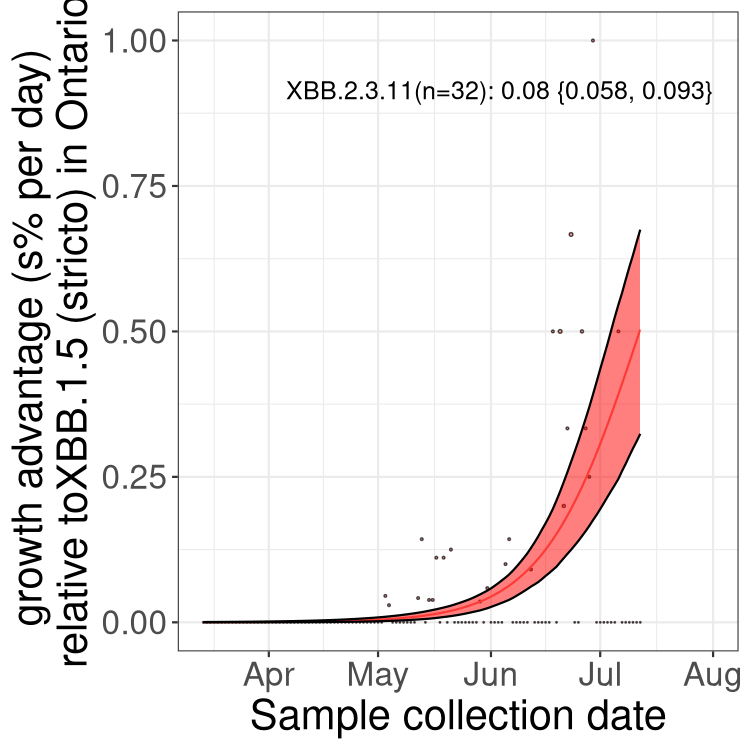 growth advantage (s% per day)
relative toXBB.1.5 (stricto) in Ontario
1.00
0.75
0.50
0.25
0.00
XBB.2.3.11(n=32): 0.08 {0.058, 0.093}
Apr May Jun Jul Aug
Sample collection date